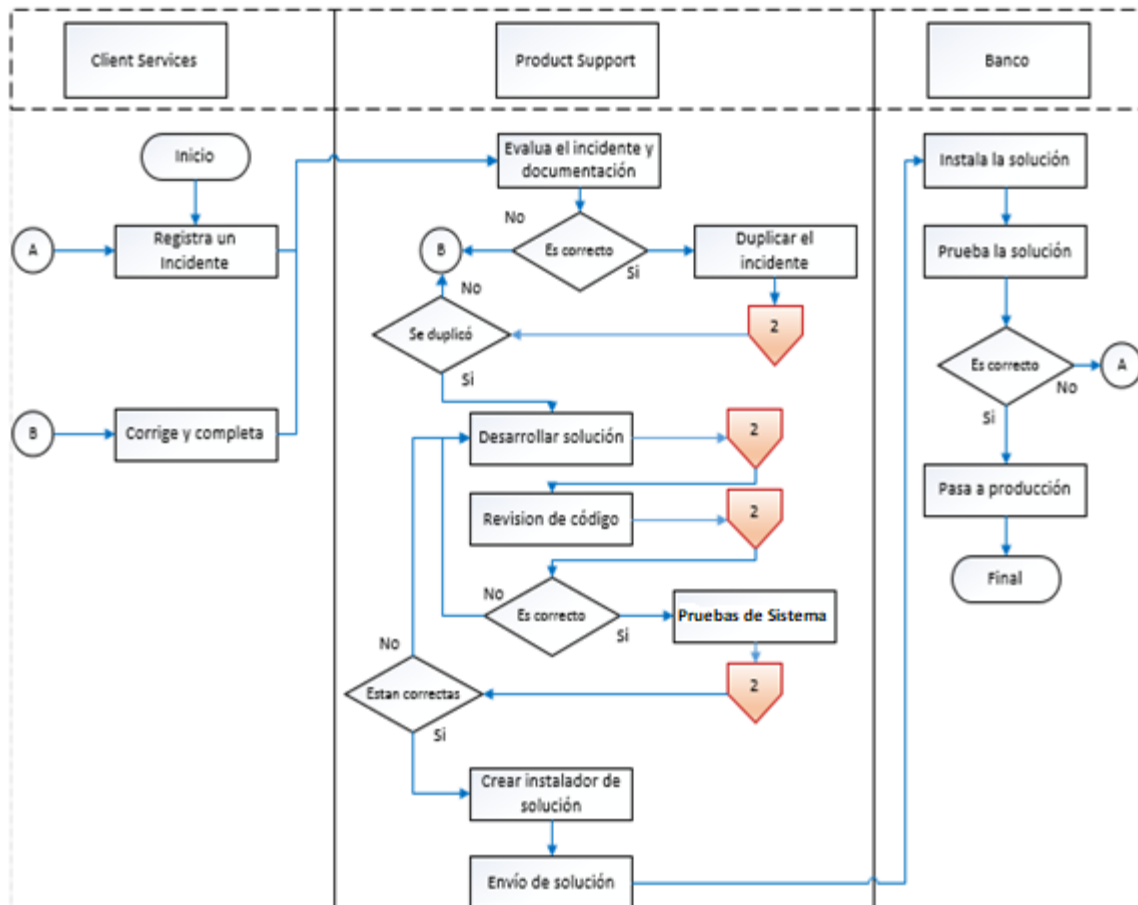 Client Services
Product Support
Banco
Inicio
A
Registra un
Incidente
B
Corrige y completa
Evalua el incidente y
documentación
No
Es correcto
Si
B
Duplicar el
incidente
2
No
Se duplicó
Si
Desarrollar solución
2
Revision de código
2
No
Es correcto
Si
Pruebas de Sistema
2
No
Estan correctas
Si
Crear instalador de
solución
Envío de solución
Instala la solución
Prueba la solución
Es correcto
No
A
Si
Pasa a producción
Final